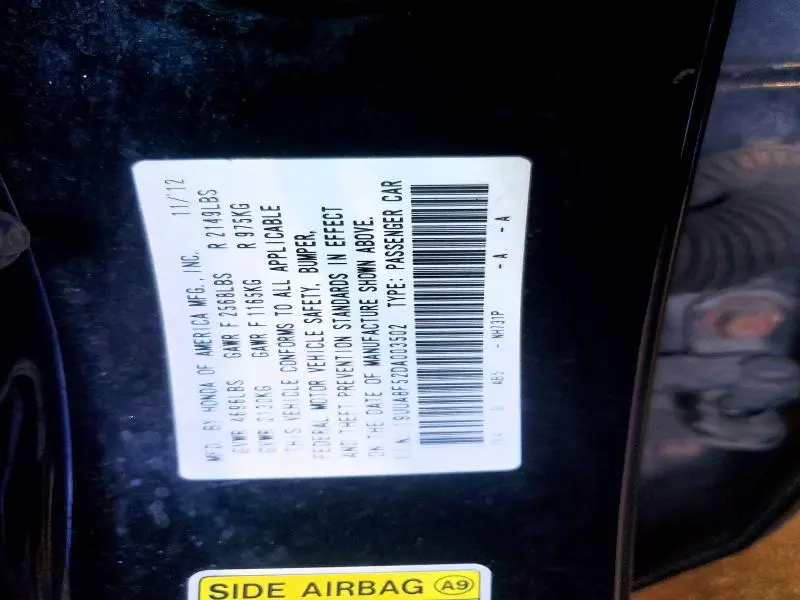 MFD. BY HONDA OF AMERICA MFG., INC. 11/12
GVWR 4696LBS GAWR F 2568LBS R 2149LBS
GVWR 2130KG GAWR F 1165KG R 975KG
THIS VEHICLE CONFORMS TO ALL APPLICABLE
FEDERAL MOTOR VEHICLE SAFETY, BUMPER,
AND THEFT PREVENTION STANDARDS IN EFFECT
ON THE DATE OF MANUFACTURE SHOWN ABOVE.
V.I.N. 19UUA8F52DA003502 TYPE: PASSENGER CAR
- NH731P -A -A
SIDE AIRBAG A9